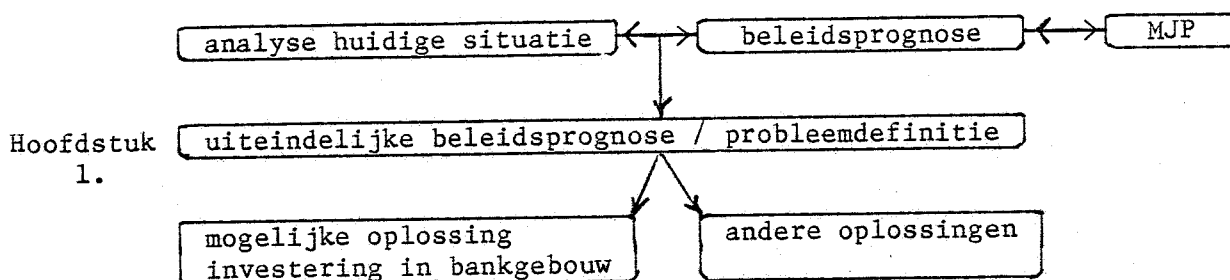 analyse huidige situatie beleidsprognose MJP
Hoofdstuk uiteindelijke beleidsprognose / probleemdefinitie
1.
mogelijke oplossing andere oplossingen
investering in bankgebouw